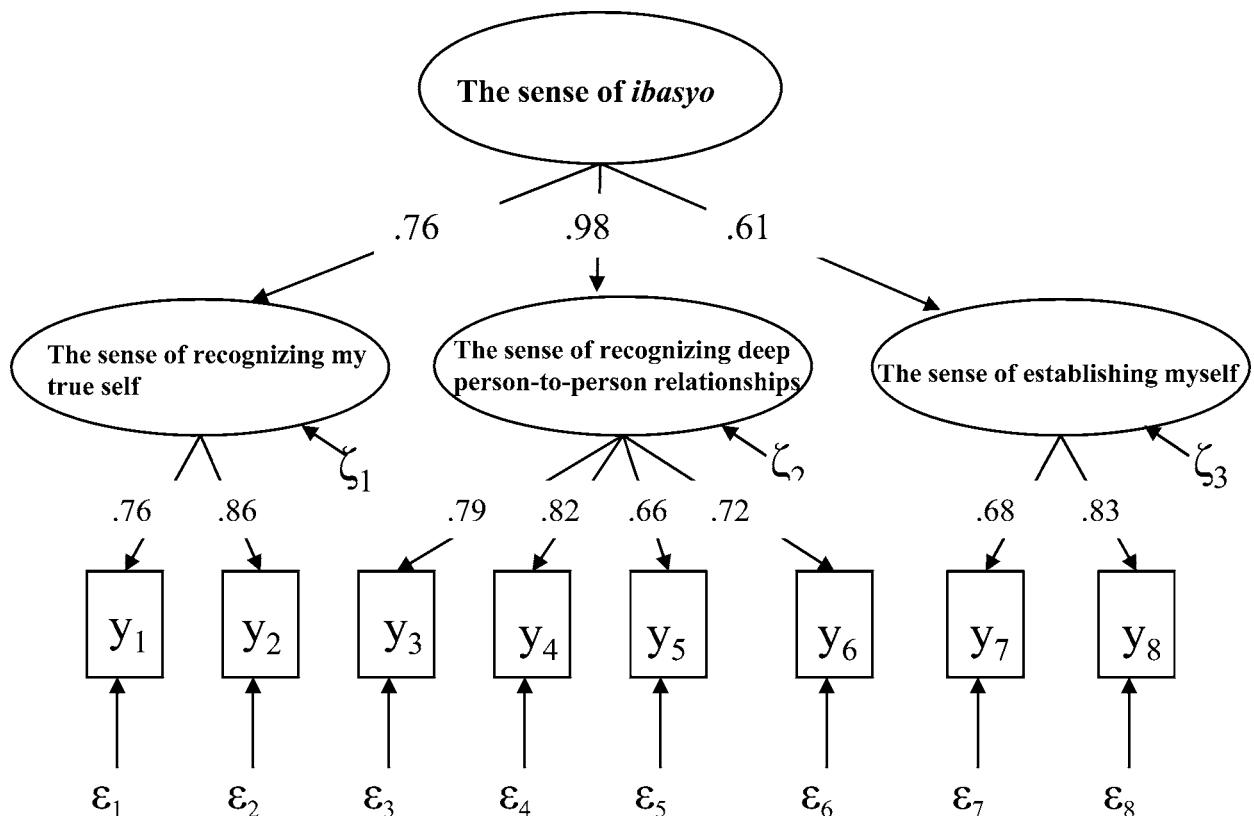 The sense of ibasyo
.76 .98 .61
The sense of recognizing my
true self
The sense of recognizing deep
person-to-person relationships
The sense of establishing myself
ζ1 ζ2 ζ3
.76 .86 .79 .82 .66 .72 .68 .83
y1 y2 y3 y4 y5 y6 y7 y8
ε1 ε2 ε3 ε4 ε5 ε6 ε7 ε8